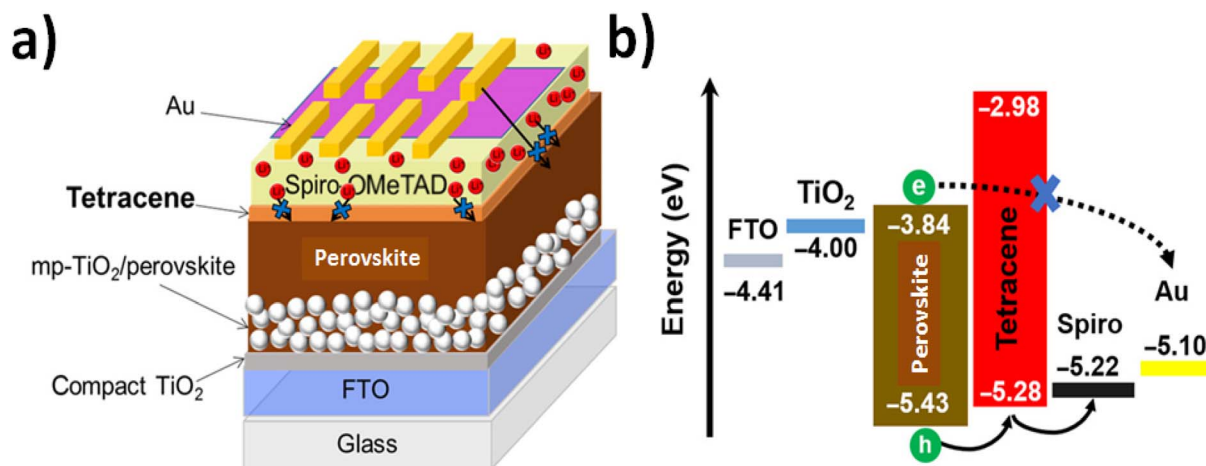 a)
Au
Tetracene
mp-TiO₂/perovskite
Compact TiO₂
Spiro-OMeTAD
Perovskite
FTO
Glass
b)
Energy (eV)
FTO
−4.41
TiO₂
−4.00
e
−3.84
Perovskite
−5.43
h
−2.98
Tetracene
−5.28
Spiro
−5.22
Au
−5.10